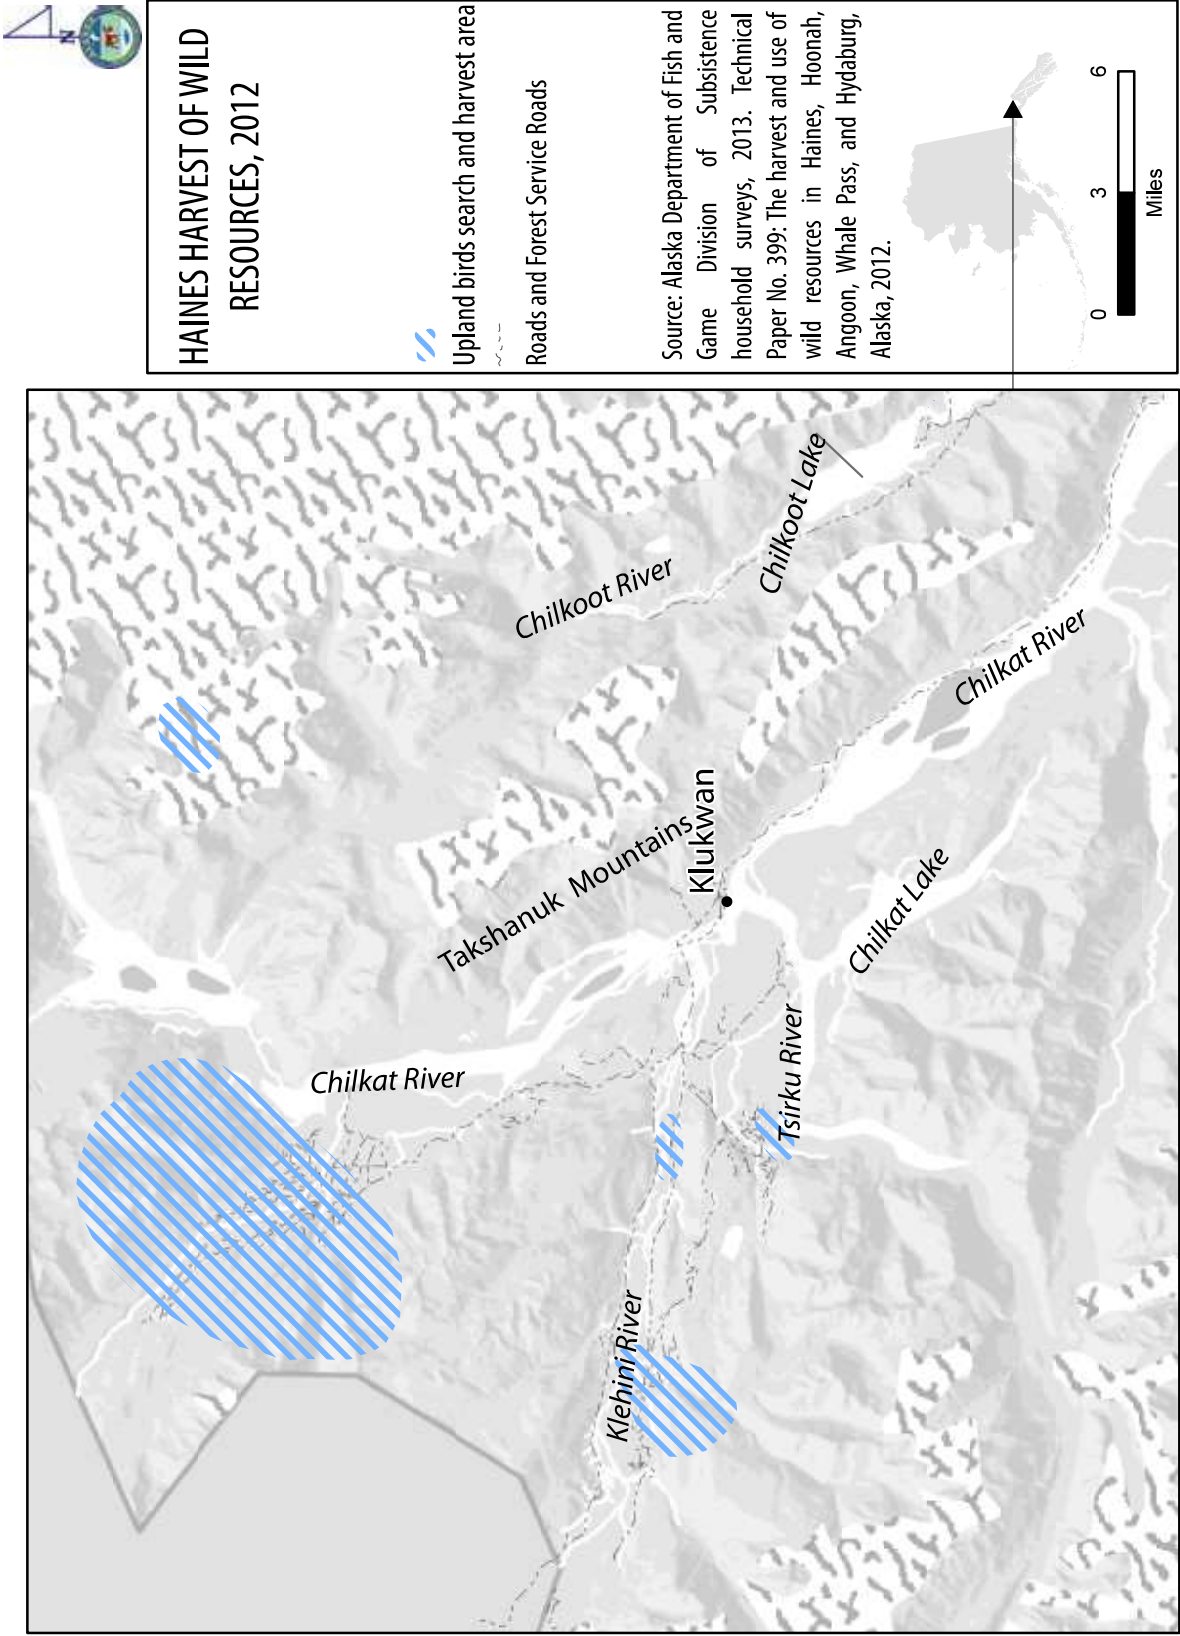 HAINES HARVEST OF WILD
RESOURCES, 2012
Upland birds search and harvest area
Roads and Forest Service Roads
Source: Alaska Department of Fish and
Game Division of Subsistence
household surveys, 2013. Technical
Paper No. 399: The harvest and use of
wild resources in Haines, Hoonah,
Angoon, Whale Pass, and Hydaburg,
Alaska, 2012.
0 3 6
Miles
N
Chilkat River
Takshanuk Mountains
Chilkoot River
Klehini River
Klukwan
Chilkoot Lake
Tsirku River
Chilkat Lake
Chilkat River